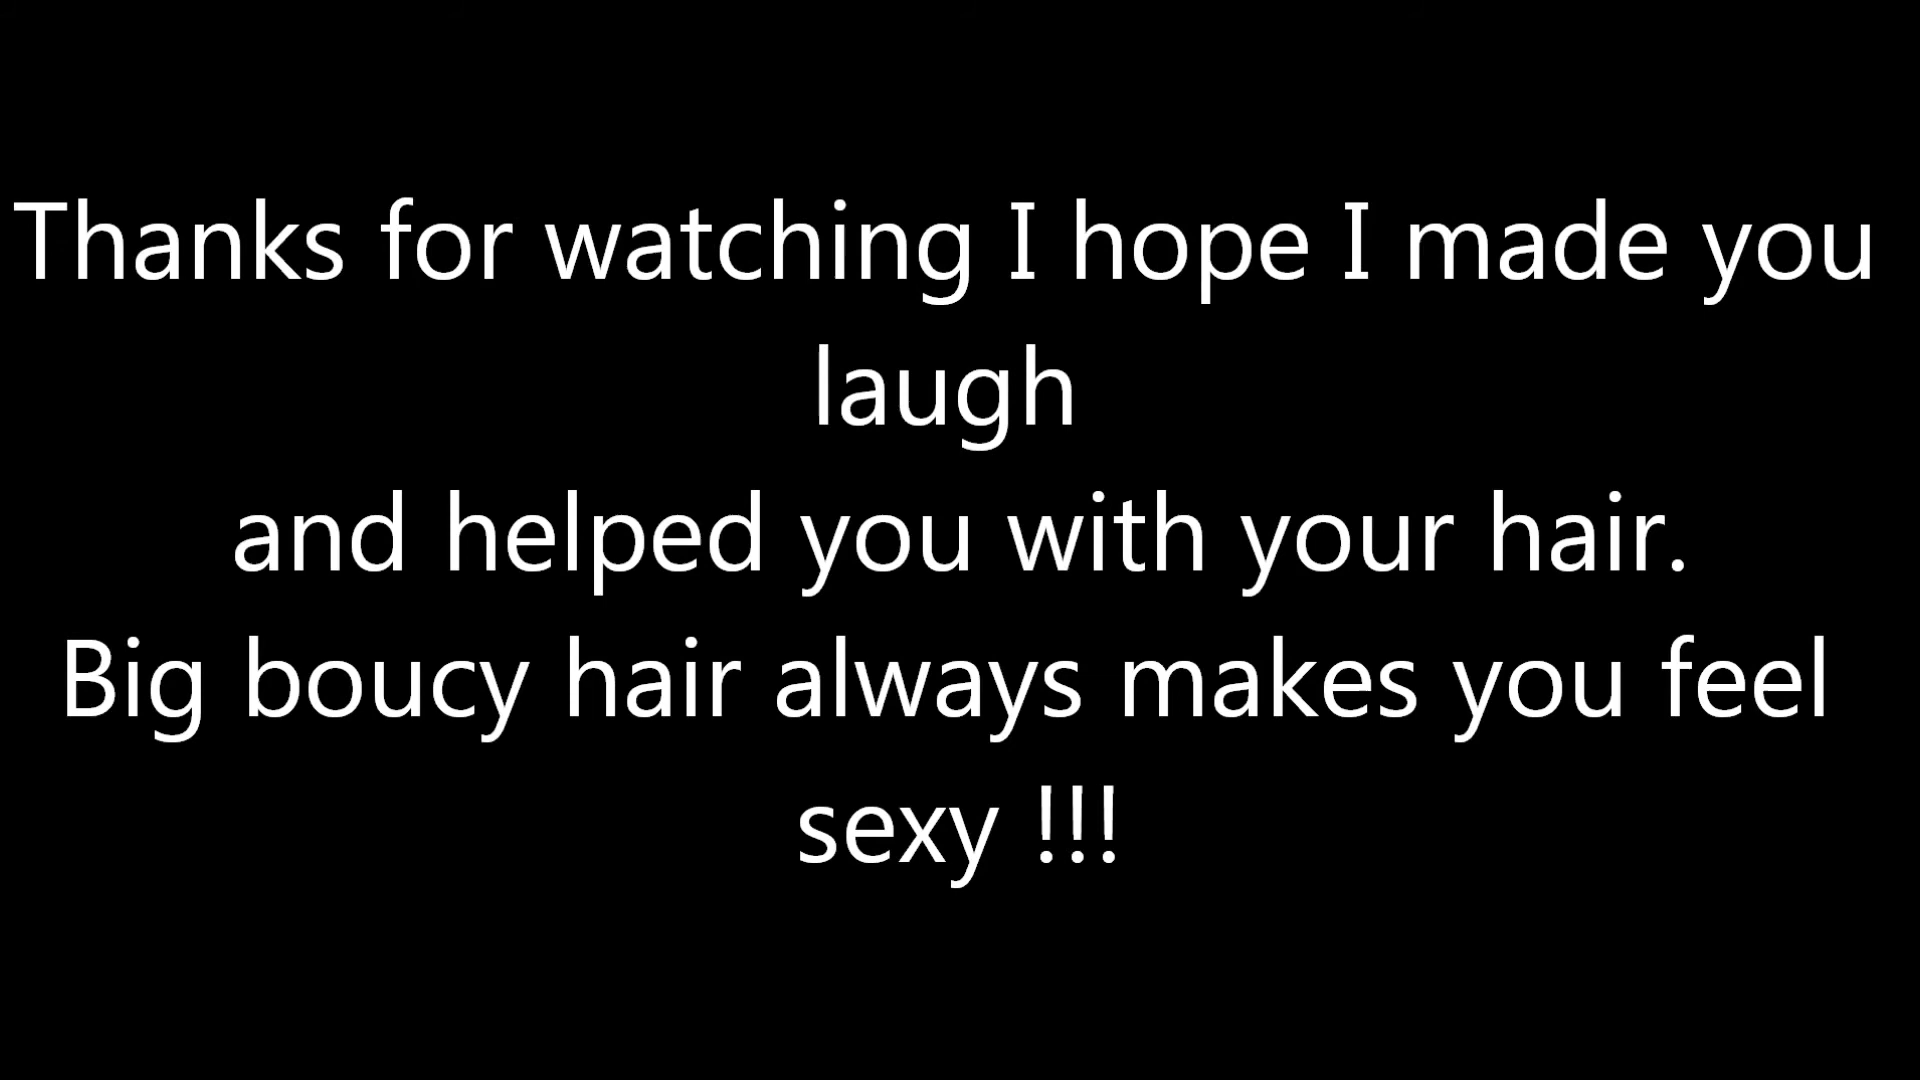 Thanks for watching I hope I made you
laugh
and helped you with your hair.
Big boucy hair always makes you feel
sexy !!!